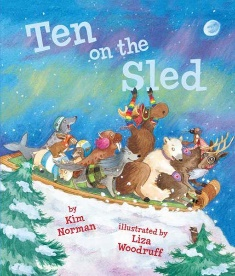 Ten
on the
Sled
by
Kim
Norman
illustrated by
Liza
Woodruff